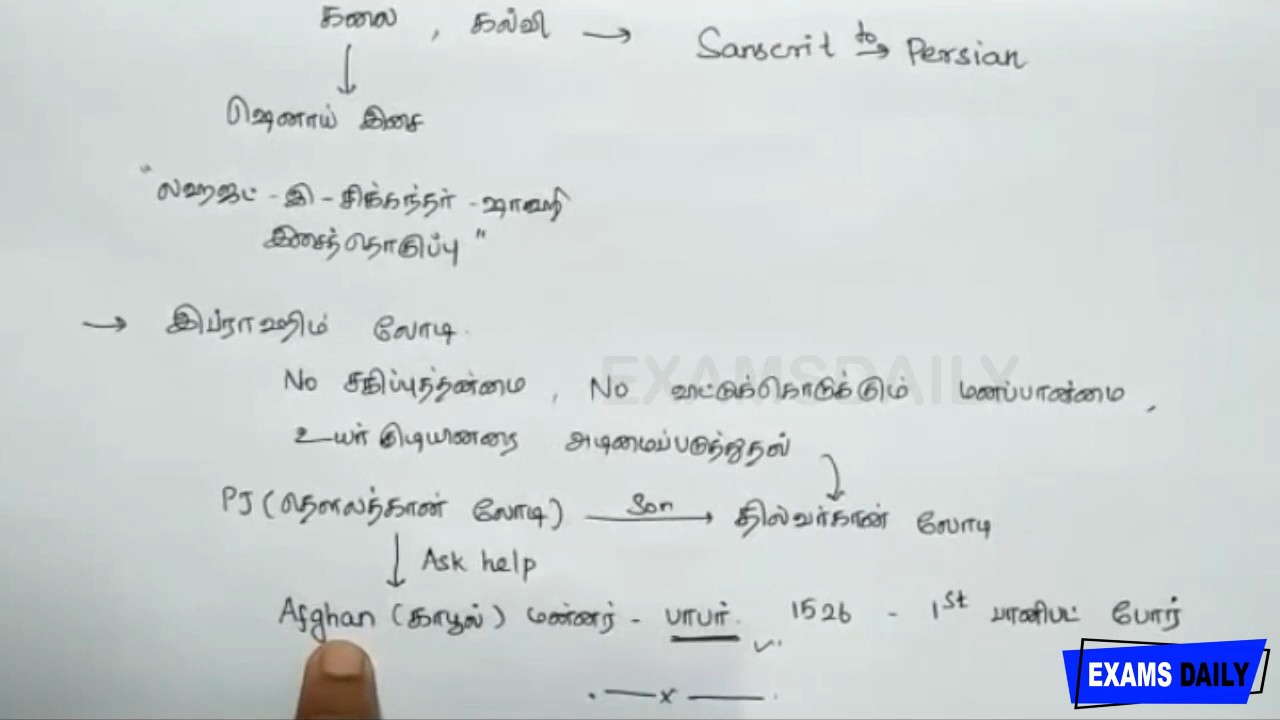 கலை , கல்வி → Sanscrit to → Persian
ஷெனாய் இசை
"லஹஜட் - இ - சிக்கந்தர் - ஷாஹி
இசைத்தொகுப்பு"
→ இப்ராஹிம் லோடி.
No சகிப்புத்தன்மை , No விட்டுக்கொடுக்கும் மனப்பான்மை ,
EXAMSDAILY
உயர் குடியினரை அடிமைப்படுத்துதல்
PJ (தௌலத்கான் லோடி) Son → திலவர்கான் லோடி
Ask help
Afghan (காபூல்) மன்னர் - பாபர். 1526 - 1st பானிபட் போர்
x
EXAMS DAILY